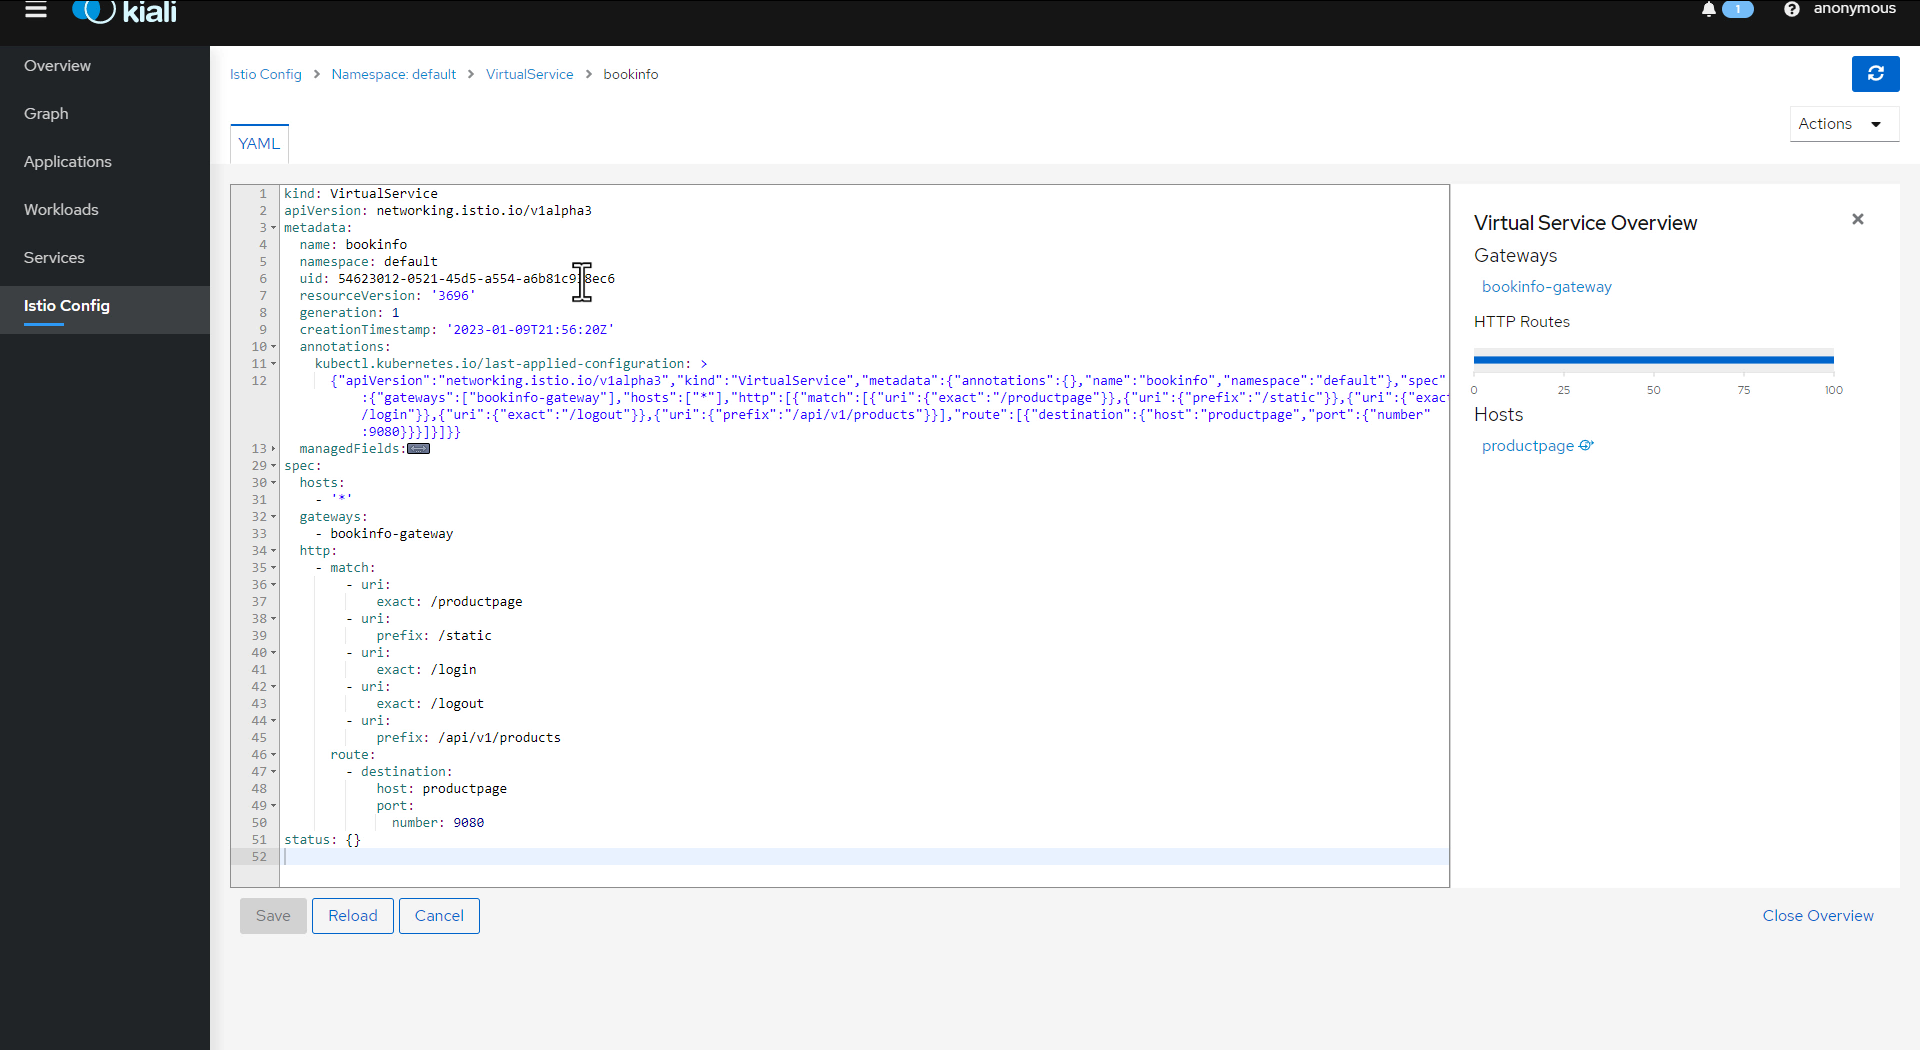 kiali
1
anonymous
Overview
Graph
Applications
Workloads
Services
Istio Config
Istio Config > Namespace: default > VirtualService > bookinfo
Actions
YAML
1 kind: VirtualService
2 apiVersion: networking.istio.io/v1alpha3
3 metadata:
4 name: bookinfo
5 namespace: default
6 uid: 54623012-0521-45d5-a554-a6b81c9 8ec6
7 resourceVersion: '3696'
8 generation: 1
9 creationTimestamp: '2023-01-09T21:56:20Z'
10 annotations:
11 kubectl.kubernetes.io/last-applied-configuration: >
12 {"apiVersion":"networking.istio.io/v1alpha3","kind":"VirtualService","metadata":{"annotations":{},"name":"bookinfo","namespace":"default"},"spec"
:{"gateways":["bookinfo-gateway"],"hosts":["*"],"http":[{"match":[{"uri":{"exact":"/productpage"}},{"uri":{"prefix":"/static"}},{"uri":{"exact
/login"}},{"uri":{"exact":"/logout"}},{"uri":{"prefix":"/api/v1/products"}}],"route":[{"destination":{"host":"productpage","port":{"number"
:9080}}}]}]}}
13 managedFields:
29 spec:
30 hosts:
31 - '*'
32 gateways:
33 - bookinfo-gateway
34 http:
35 - match:
36 - uri:
37 exact: /productpage
38 - uri:
39 prefix: /static
40 - uri:
41 exact: /login
42 - uri:
43 exact: /logout
44 - uri:
45 prefix: /api/v1/products
46 route:
47 - destination:
48 host: productpage
49 port:
50 number: 9080
51 status: {}
52
Virtual Service Overview
Gateways
bookinfo-gateway
HTTP Routes
0 25 50 75 100
Hosts
productpage
Save
Reload
Cancel
Close Overview